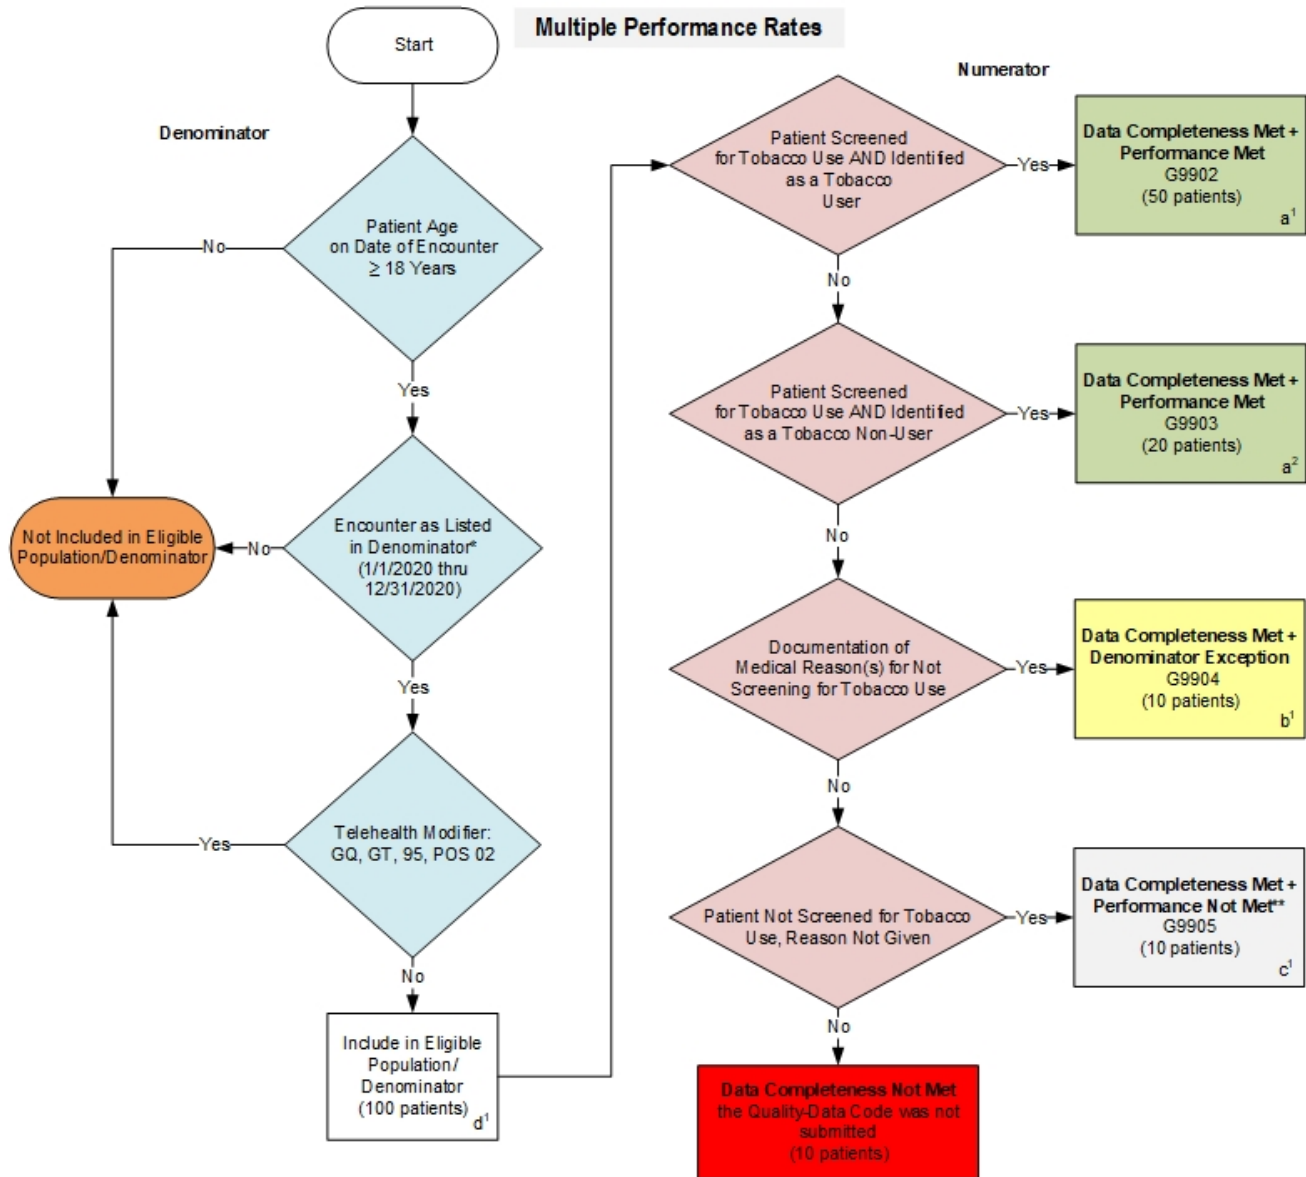 Multiple Performance Rates
Start
Denominator
Patient Age
on Date of Encounter
≥ 18 Years
No
Yes
Encounter as Listed
in Denominator*
(1/1/2020 thru
12/31/2020)
No
Not Included in Eligible
Population/Denominator
Yes
Telehealth Modifier:
GQ, GT, 95, POS 02
Yes
No
Include in Eligible
Population/
Denominator
(100 patients)
d¹
Numerator
Patient Screened
for Tobacco Use AND Identified
as a Tobacco
User
Yes
Data Completeness Met +
Performance Met
G9902
(50 patients)
a¹
No
Patient Screened
for Tobacco Use AND Identified
as a Tobacco Non-User
Yes
Data Completeness Met +
Performance Met
G9903
(20 patients)
a²
No
Documentation of
Medical Reason(s) for Not
Screening for Tobacco Use
Yes
Data Completeness Met +
Denominator Exception
G9904
(10 patients)
b¹
No
Patient Not Screened for Tobacco
Use, Reason Not Given
Yes
Data Completeness Met +
Performance Not Met**
G9905
(10 patients)
c¹
No
Data Completeness Not Met
the Quality-Data Code was not
submitted
(10 patients)